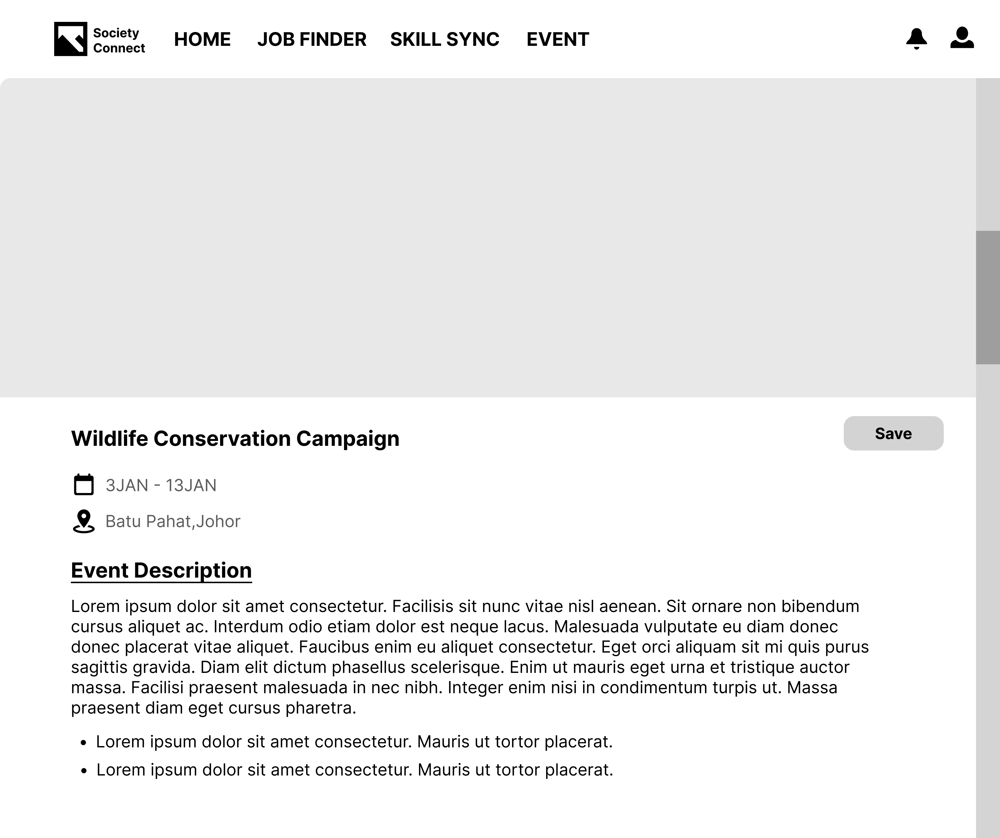 Society
Connect
HOME JOB FINDER SKILL SYNC EVENT
Wildlife Conservation Campaign
Save
3JAN - 13JAN
Batu Pahat,Johor
Event Description
Lorem ipsum dolor sit amet consectetur. Facilisis sit nunc vitae nisl aenean. Sit ornare non bibendum
cursus aliquet ac. Interdum odio etiam dolor est neque lacus. Malesuada vulputate eu diam donec
donec placerat vitae aliquet. Faucibus enim eu aliquet consectetur. Eget orci aliquam sit mi quis purus
sagittis gravida. Diam elit dictum phasellus scelerisque. Enim ut mauris eget urna et tristique auctor
massa. Facilisi praesent malesuada in nec nibh. Integer enim nisi in condimentum turpis ut. Massa
praesent diam eget cursus pharetra.
• Lorem ipsum dolor sit amet consectetur. Mauris ut tortor placerat.
• Lorem ipsum dolor sit amet consectetur. Mauris ut tortor placerat.